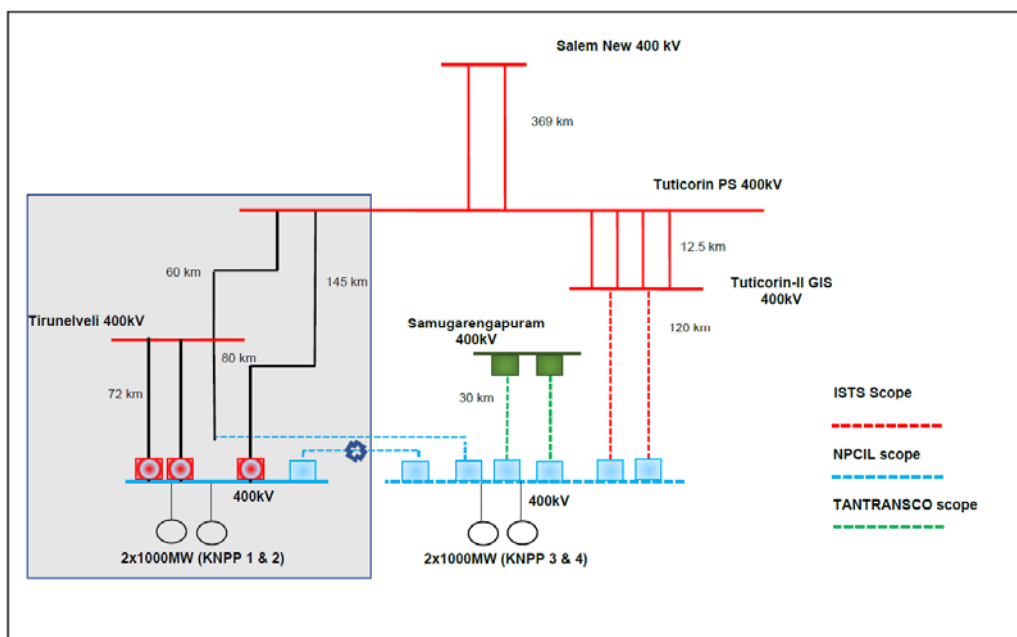 Salem New 400 kV
369 km
Tuticorin PS 400kV
60 km
145 km
12.5 km
Tuticorin-II GIS
400kV
Tirunelveli 400kV
Samugarengapuram
400kV
120 km
80 km
72 km
30 km
ISTS Scope
NPCIL scope
TANTRANSCO scope
400kV
400kV
2x1000MW (KNPP 1 & 2)
2x1000MW (KNPP 3 & 4)